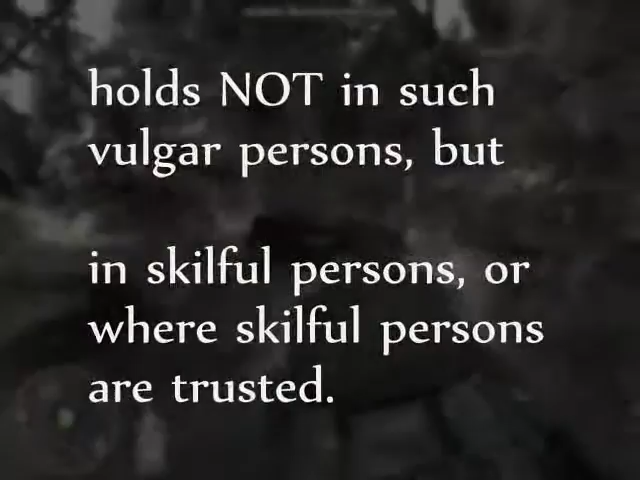 holds NOT in such
vulgar persons, but
in skilful persons, or
where skilful persons
are trusted.